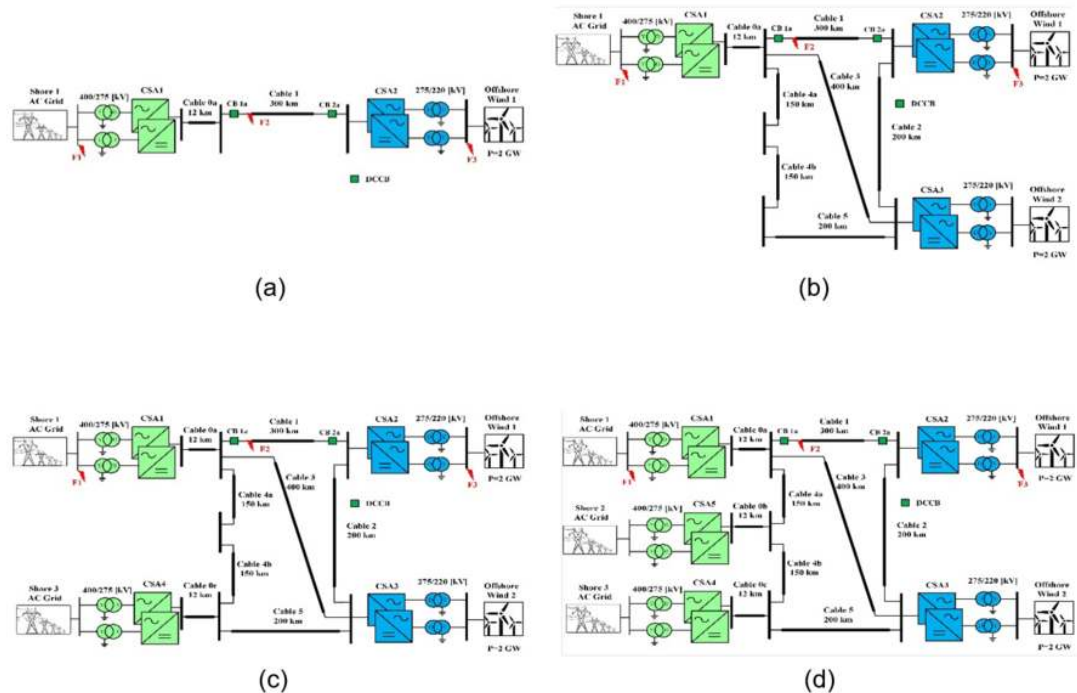 Shore 1
AC Grid
400/275 [kV]
CSA1
Cable 0a
12 km
CB 1a
F2
Cable 1
300 km
CB 2a
CSA2
275/220 [kV]
Offshore
Wind 1
P=2 GW
F1
F3
DCCB
(a)
Shore 1
AC Grid
400/275 [kV]
CSA1
Cable 0a
12 km
CB 1a
F2
Cable 1
300 km
CB 2a
CSA2
275/220 [kV]
Offshore
Wind 1
P=2 GW
F1
F3
Cable 3
400 km
Cable 4a
150 km
DCCB
Cable 2
200 km
Cable 4b
150 km
Cable 5
200 km
CSA3
275/220 [kV]
Offshore
Wind 2
P=2 GW
(b)
Shore 1
AC Grid
400/275 [kV]
CSA1
Cable 0a
12 km
CB 1a
F2
Cable 1
300 km
CB 2a
CSA2
275/220 [kV]
Offshore
Wind 1
P=2 GW
F1
F3
Cable 3
400 km
Cable 4a
150 km
DCCB
Cable 2
200 km
Cable 4b
150 km
Shore 3
AC Grid
400/275 [kV]
CSA4
Cable 0c
12 km
Cable 5
200 km
CSA3
275/220 [kV]
Offshore
Wind 2
P=2 GW
(c)
Shore 1
AC Grid
400/275 [kV]
CSA1
Cable 0a
12 km
CB 1a
F2
Cable 1
300 km
CB 2a
CSA2
275/220 [kV]
Offshore
Wind 1
P=2 GW
F1
F3
Cable 3
400 km
Cable 4a
150 km
DCCB
Cable 2
200 km
Shore 2
AC Grid
400/275 [kV]
CSA5
Cable 0b
12 km
Cable 4b
150 km
Shore 3
AC Grid
400/275 [kV]
CSA4
Cable 0c
12 km
Cable 5
200 km
CSA3
275/220 [kV]
Offshore
Wind 2
P=2 GW
(d)